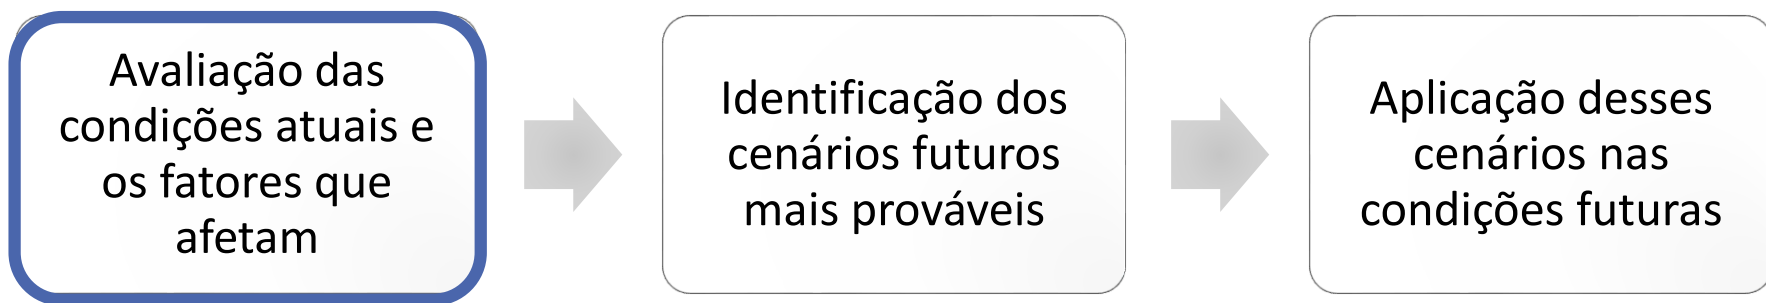 Avaliação das
condições atuais e
os fatores que
afetam
Identificação dos
cenários futuros
mais prováveis
Aplicação desses
cenários nas
condições futuras